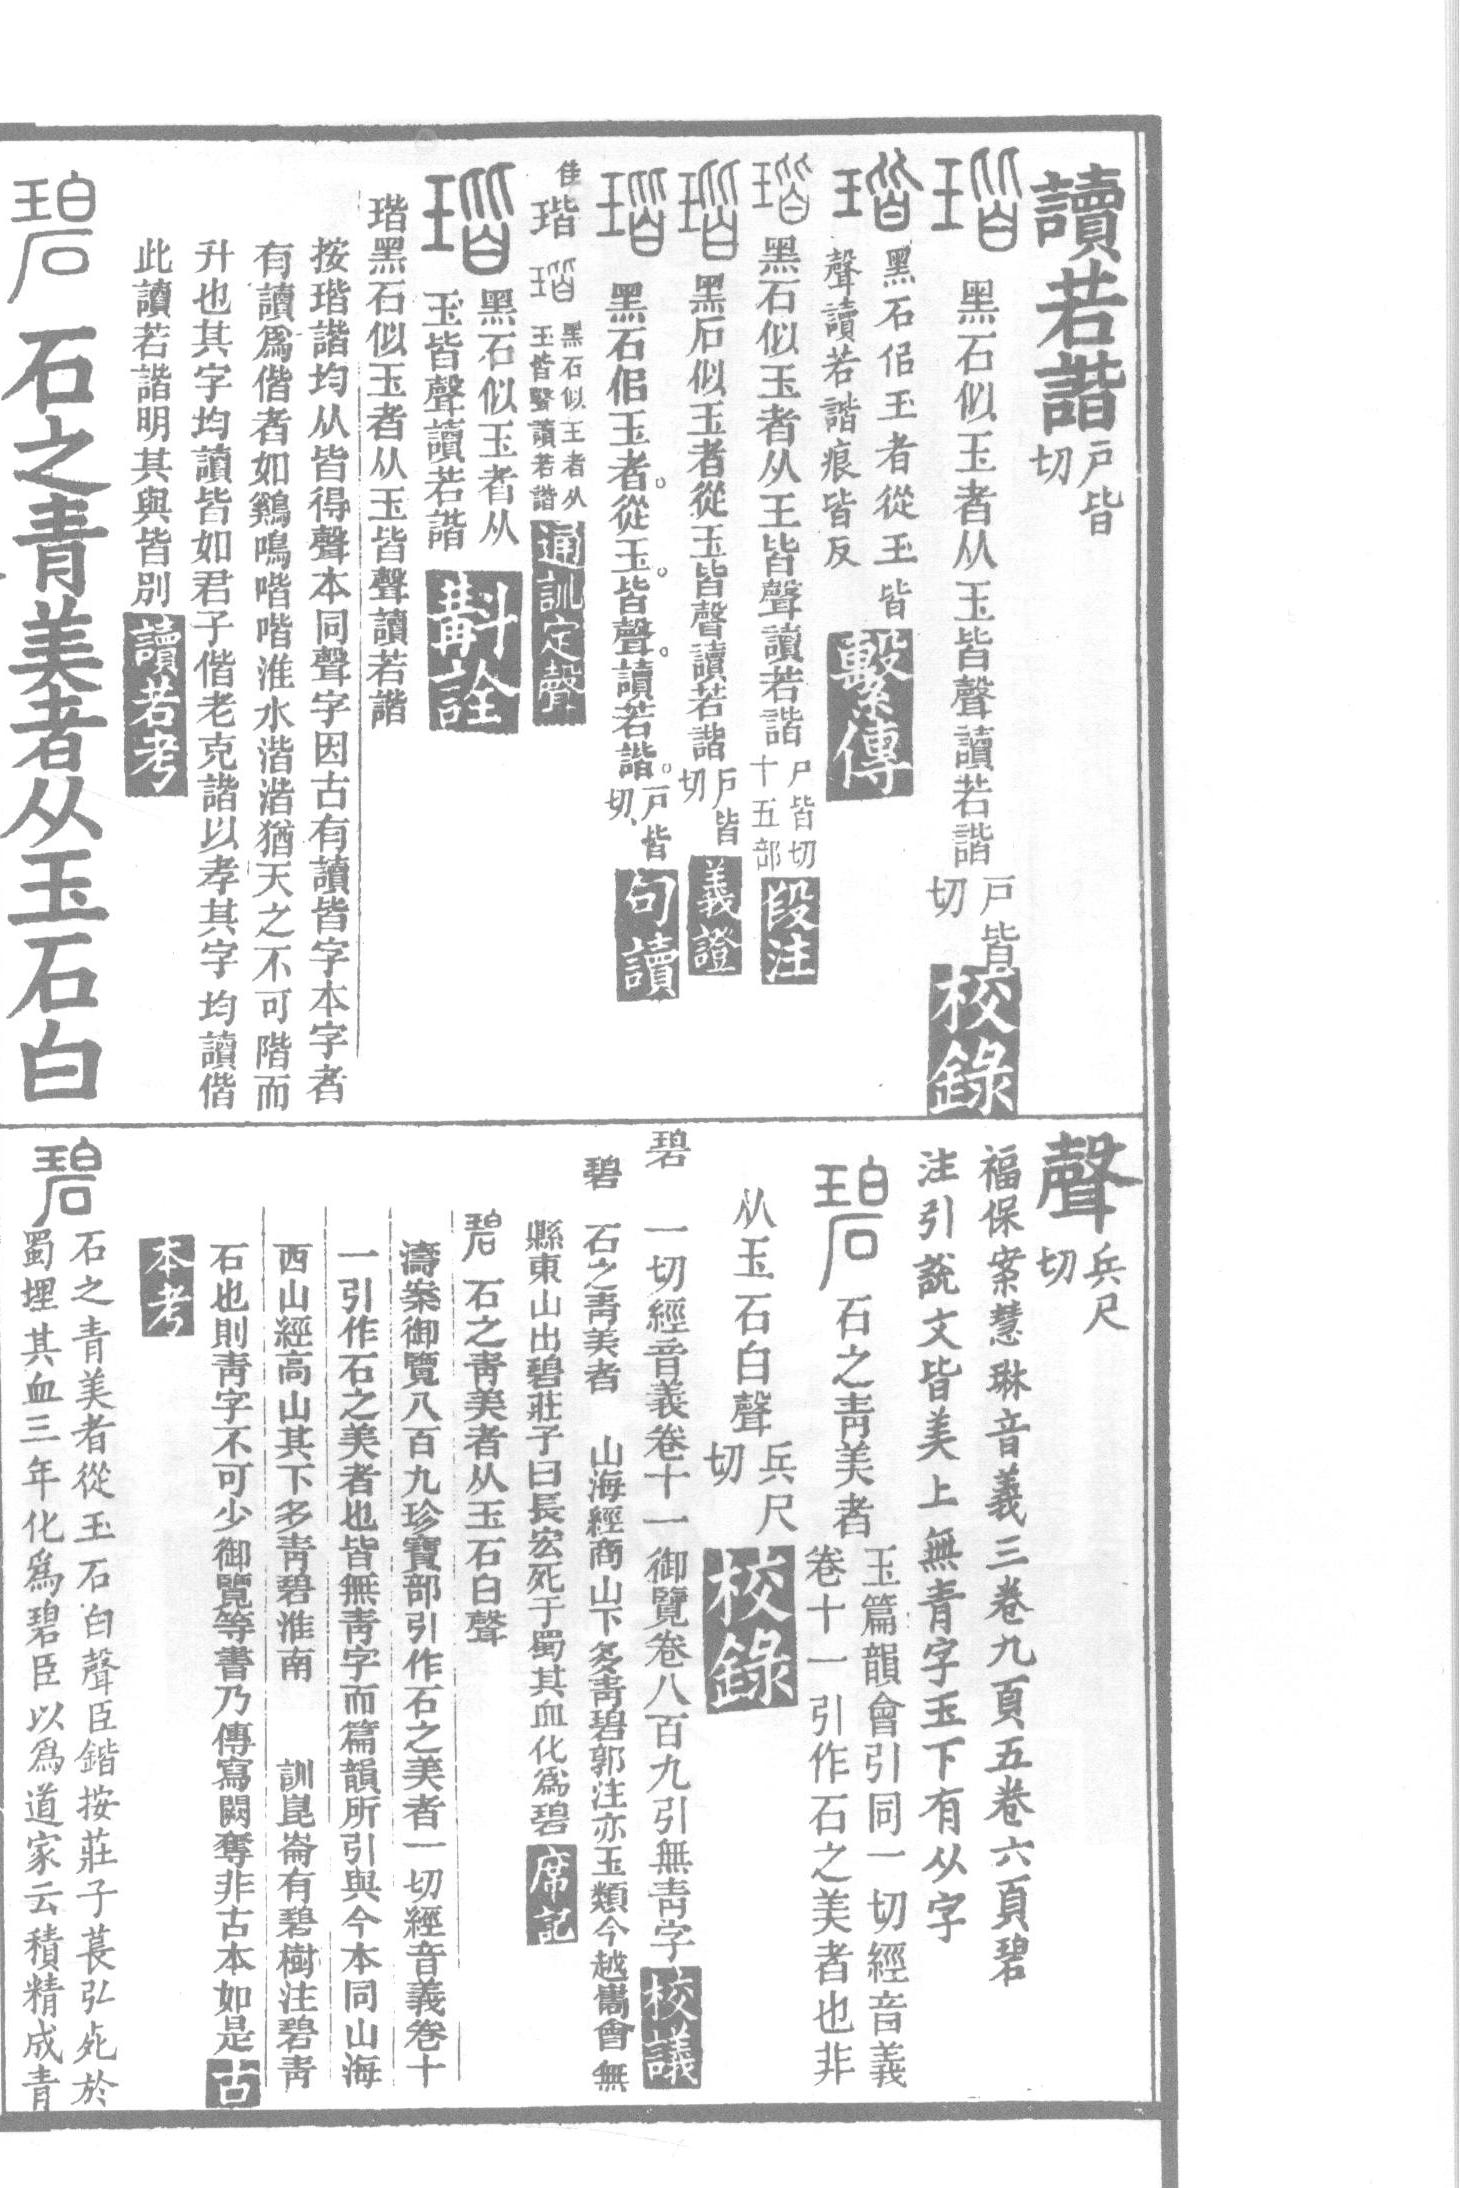 讀若諧戶皆切
瑎黑石似玉者从玉皆聲讀若諧戶皆切校錄
瑎黑石佀玉者從玉皆
聲讀若諧痕皆反繫傳
瑎黑石似玉者从王皆聲讀若諧戶皆切十五部段注
瑎黑石似玉者從玉皆聲讀若諧戶皆切義證
瑎黑石佀玉者。從玉。皆聲。讀若諧。戶皆切、句讀
佳瑎瑎黑石似王者从玉皆聲讀若諧通訓定聲
瑎黑石似玉者从
玉皆聲讀若諧斠詮
瑎黑石似玉者从玉皆聲讀若諧
按瑎諧均从皆得聲本同聲字因古有讀皆字本字者
有讀爲偕者如鷄鳴喈喈淮水湝湝猶天之不可階而
升也其字均讀皆如君子偕老克諧以孝其字均讀偕
此讀若諧明其與皆別讀若考
碧石之青美者从玉石白
聲兵尺切
福保案慧琳音義三卷九頁五卷六頁碧
注引說文皆美上無青字玉下有从字
碧石之青美者玉篇韻會引同一切經音義
卷十一引作石之美者也非
从玉石白聲兵尺切校錄
碧一切經音義卷十一御覽卷八百九引無青字校議
碧石之青美者 山海經商山下多青碧郭注亦玉類今越巂會無
縣東山出碧莊子曰長宏死于蜀其血化爲碧席記
碧石之青美者从玉石白聲
濤案御覽八百九珍寶部引作石之美者一切經音義卷十
一引作石之美者也皆無青字而篇韻所引與今本同山海
西山經高山其下多青碧淮南 訓崑崙有碧樹注碧青
石也則青字不可少御覽等書乃傳寫闕奪非古本如是古
本考
碧石之青美者從玉石白聲臣鍇按莊子萇弘死於
蜀埋其血三年化爲碧臣以爲道家云積精成青